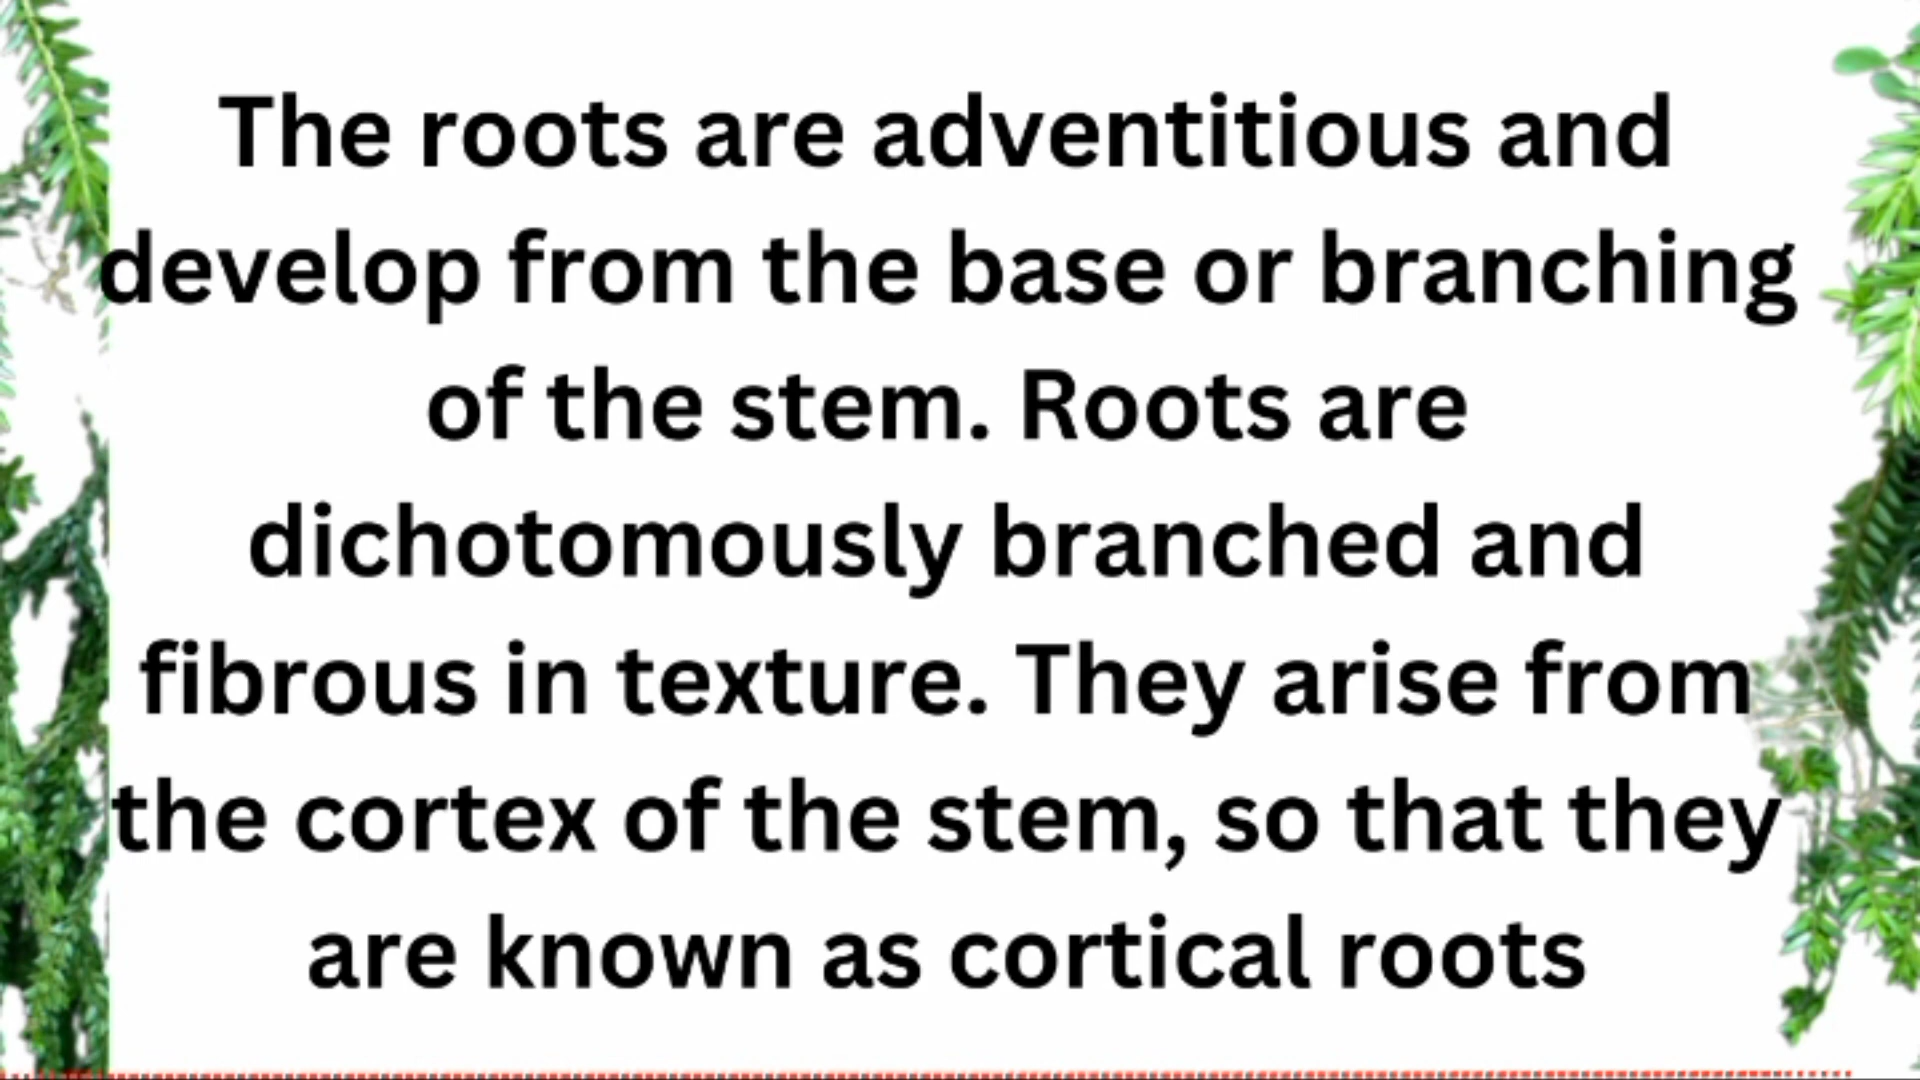 The roots are adventitious and
develop from the base or branching
of the stem. Roots are
dichotomously branched and
fibrous in texture. They arise from
the cortex of the stem, so that they
are known as cortical roots